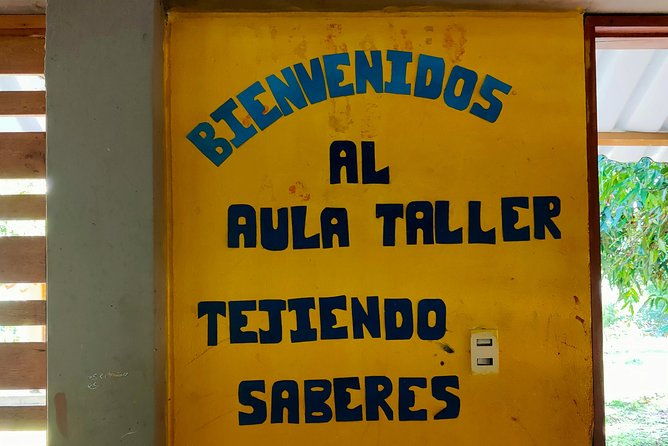 BIENVENIDOS
AL
AULA TALLER
TEJIENDO
SABERES